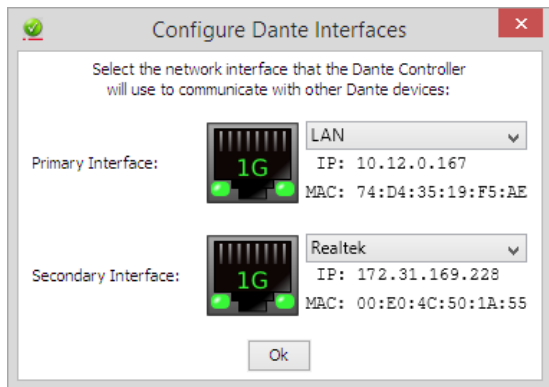 Configure Dante Interfaces
Select the network interface that the Dante Controller
will use to communicate with other Dante devices:
Primary Interface:
1G
LAN
IP: 10.12.0.167
MAC: 74:D4:35:19:F5:AE
Secondary Interface:
1G
Realtek
IP: 172.31.169.228
MAC: 00:E0:4C:50:1A:55
Ok